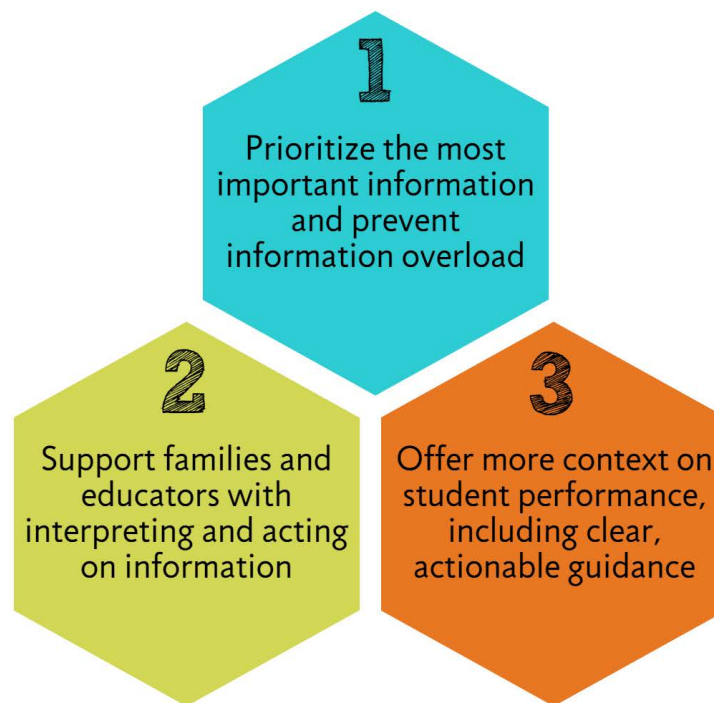 1
Prioritize the most
important information
and prevent
information overload
2
Support families and
educators with
interpreting and acting
on information
3
Offer more context on
student performance,
including clear,
actionable guidance